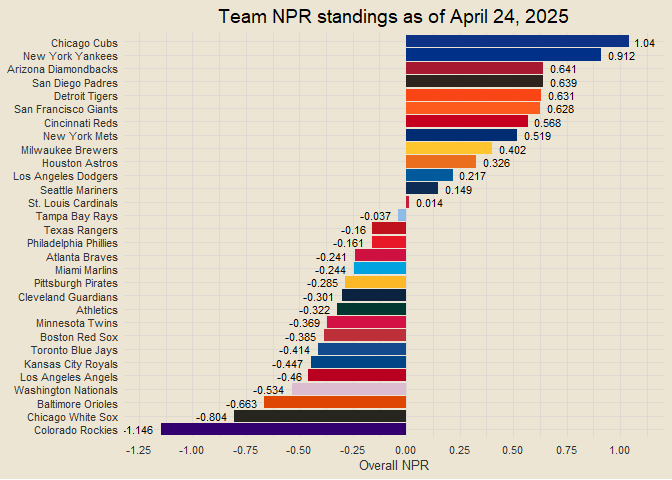 Team NPR standings as of April 24, 2025
Chicago Cubs 1.04
New York Yankees 0.912
Arizona Diamondbacks 0.641
San Diego Padres 0.639
Detroit Tigers 0.631
San Francisco Giants 0.628
Cincinnati Reds 0.568
New York Mets 0.519
Milwaukee Brewers 0.402
Houston Astros 0.326
Los Angeles Dodgers 0.217
Seattle Mariners 0.149
St. Louis Cardinals 0.014
Tampa Bay Rays -0.037
Texas Rangers -0.16
Philadelphia Phillies -0.161
Atlanta Braves -0.241
Miami Marlins -0.244
Pittsburgh Pirates -0.285
Cleveland Guardians -0.301
Athletics -0.322
Minnesota Twins -0.369
Boston Red Sox -0.385
Toronto Blue Jays -0.414
Kansas City Royals -0.447
Los Angeles Angels -0.46
Washington Nationals -0.534
Baltimore Orioles -0.663
Chicago White Sox -0.804
Colorado Rockies -1.146
-1.25 -1.00 -0.75 -0.50 -0.25 0.00 0.25 0.50 0.75 1.00
Overall NPR